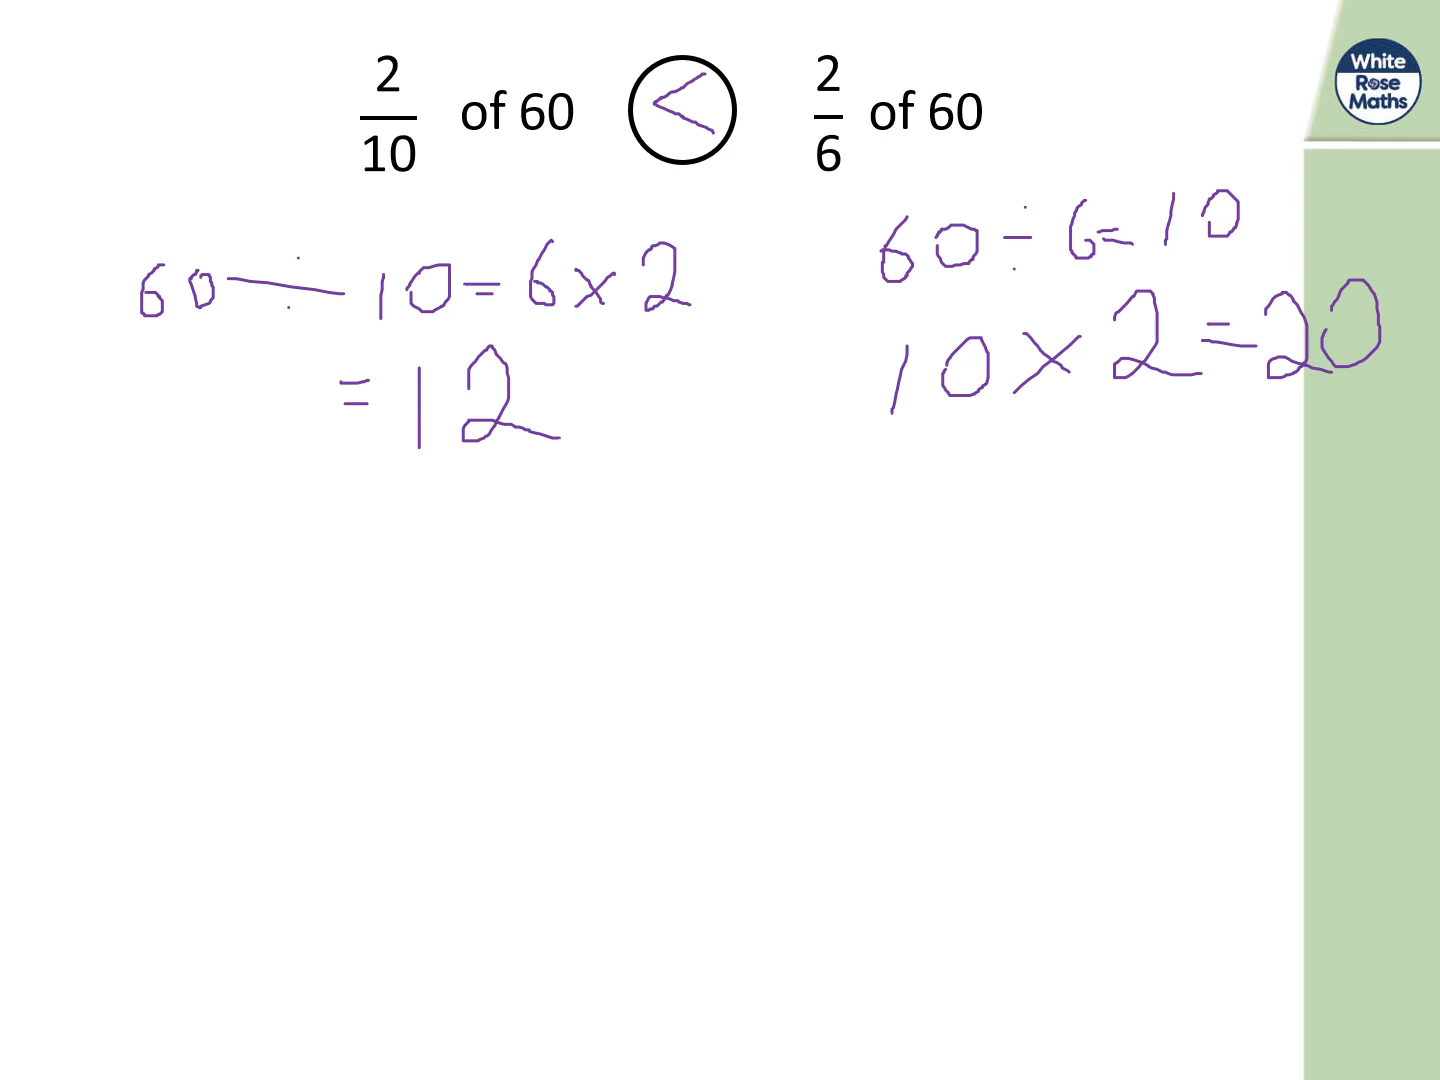 2/10 of 60 < 2/6 of 60
White
Rose
Maths
60 ÷ 10 = 6 × 2
= 12
60 ÷ 6 = 10
10 × 2 = 20